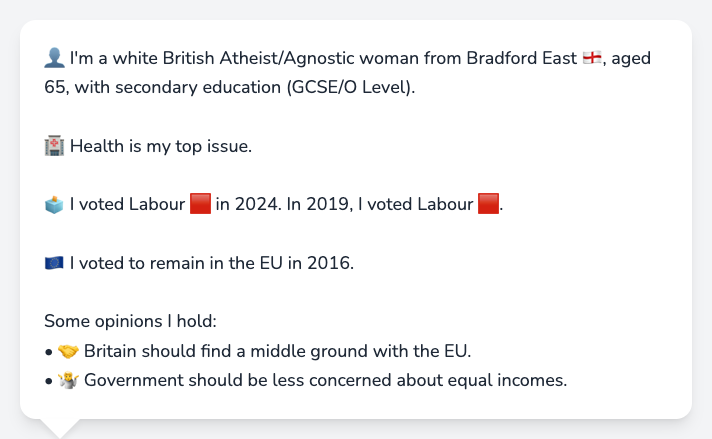 👤 I'm a white British Atheist/Agnostic woman from Bradford East 🏴󠁧󠁢󠁥󠁮󠁧󠁿, aged
65, with secondary education (GCSE/O Level).
🏥 Health is my top issue.
🗳️ I voted Labour 🟥 in 2024. In 2019, I voted Labour 🟥.
🇪🇺 I voted to remain in the EU in 2016.
Some opinions I hold:
• 🤝 Britain should find a middle ground with the EU.
• 🤷 Government should be less concerned about equal incomes.